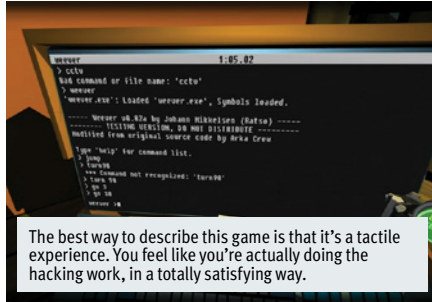 weever 1:05.02
> cctv
Bad command or file name: 'cctv'
> weever
'weever.exe': Loaded 'weever.exe', Symbols loaded.
----- Weever v0.82a by Johann Mikkelsen (Ratso) -----
-------- TESTING VERSION, DO NOT DISTRIBUTE ---------
Modified from original source code by Arka Crew
Type 'help' for command list.
> jump
> turn90
*** Command not recognized: 'turn90'
> turn 90
> go
> go 30
weever
The best way to describe this game is that it's a tactile
experience. You feel like you're actually doing the
hacking work, in a totally satisfying way.